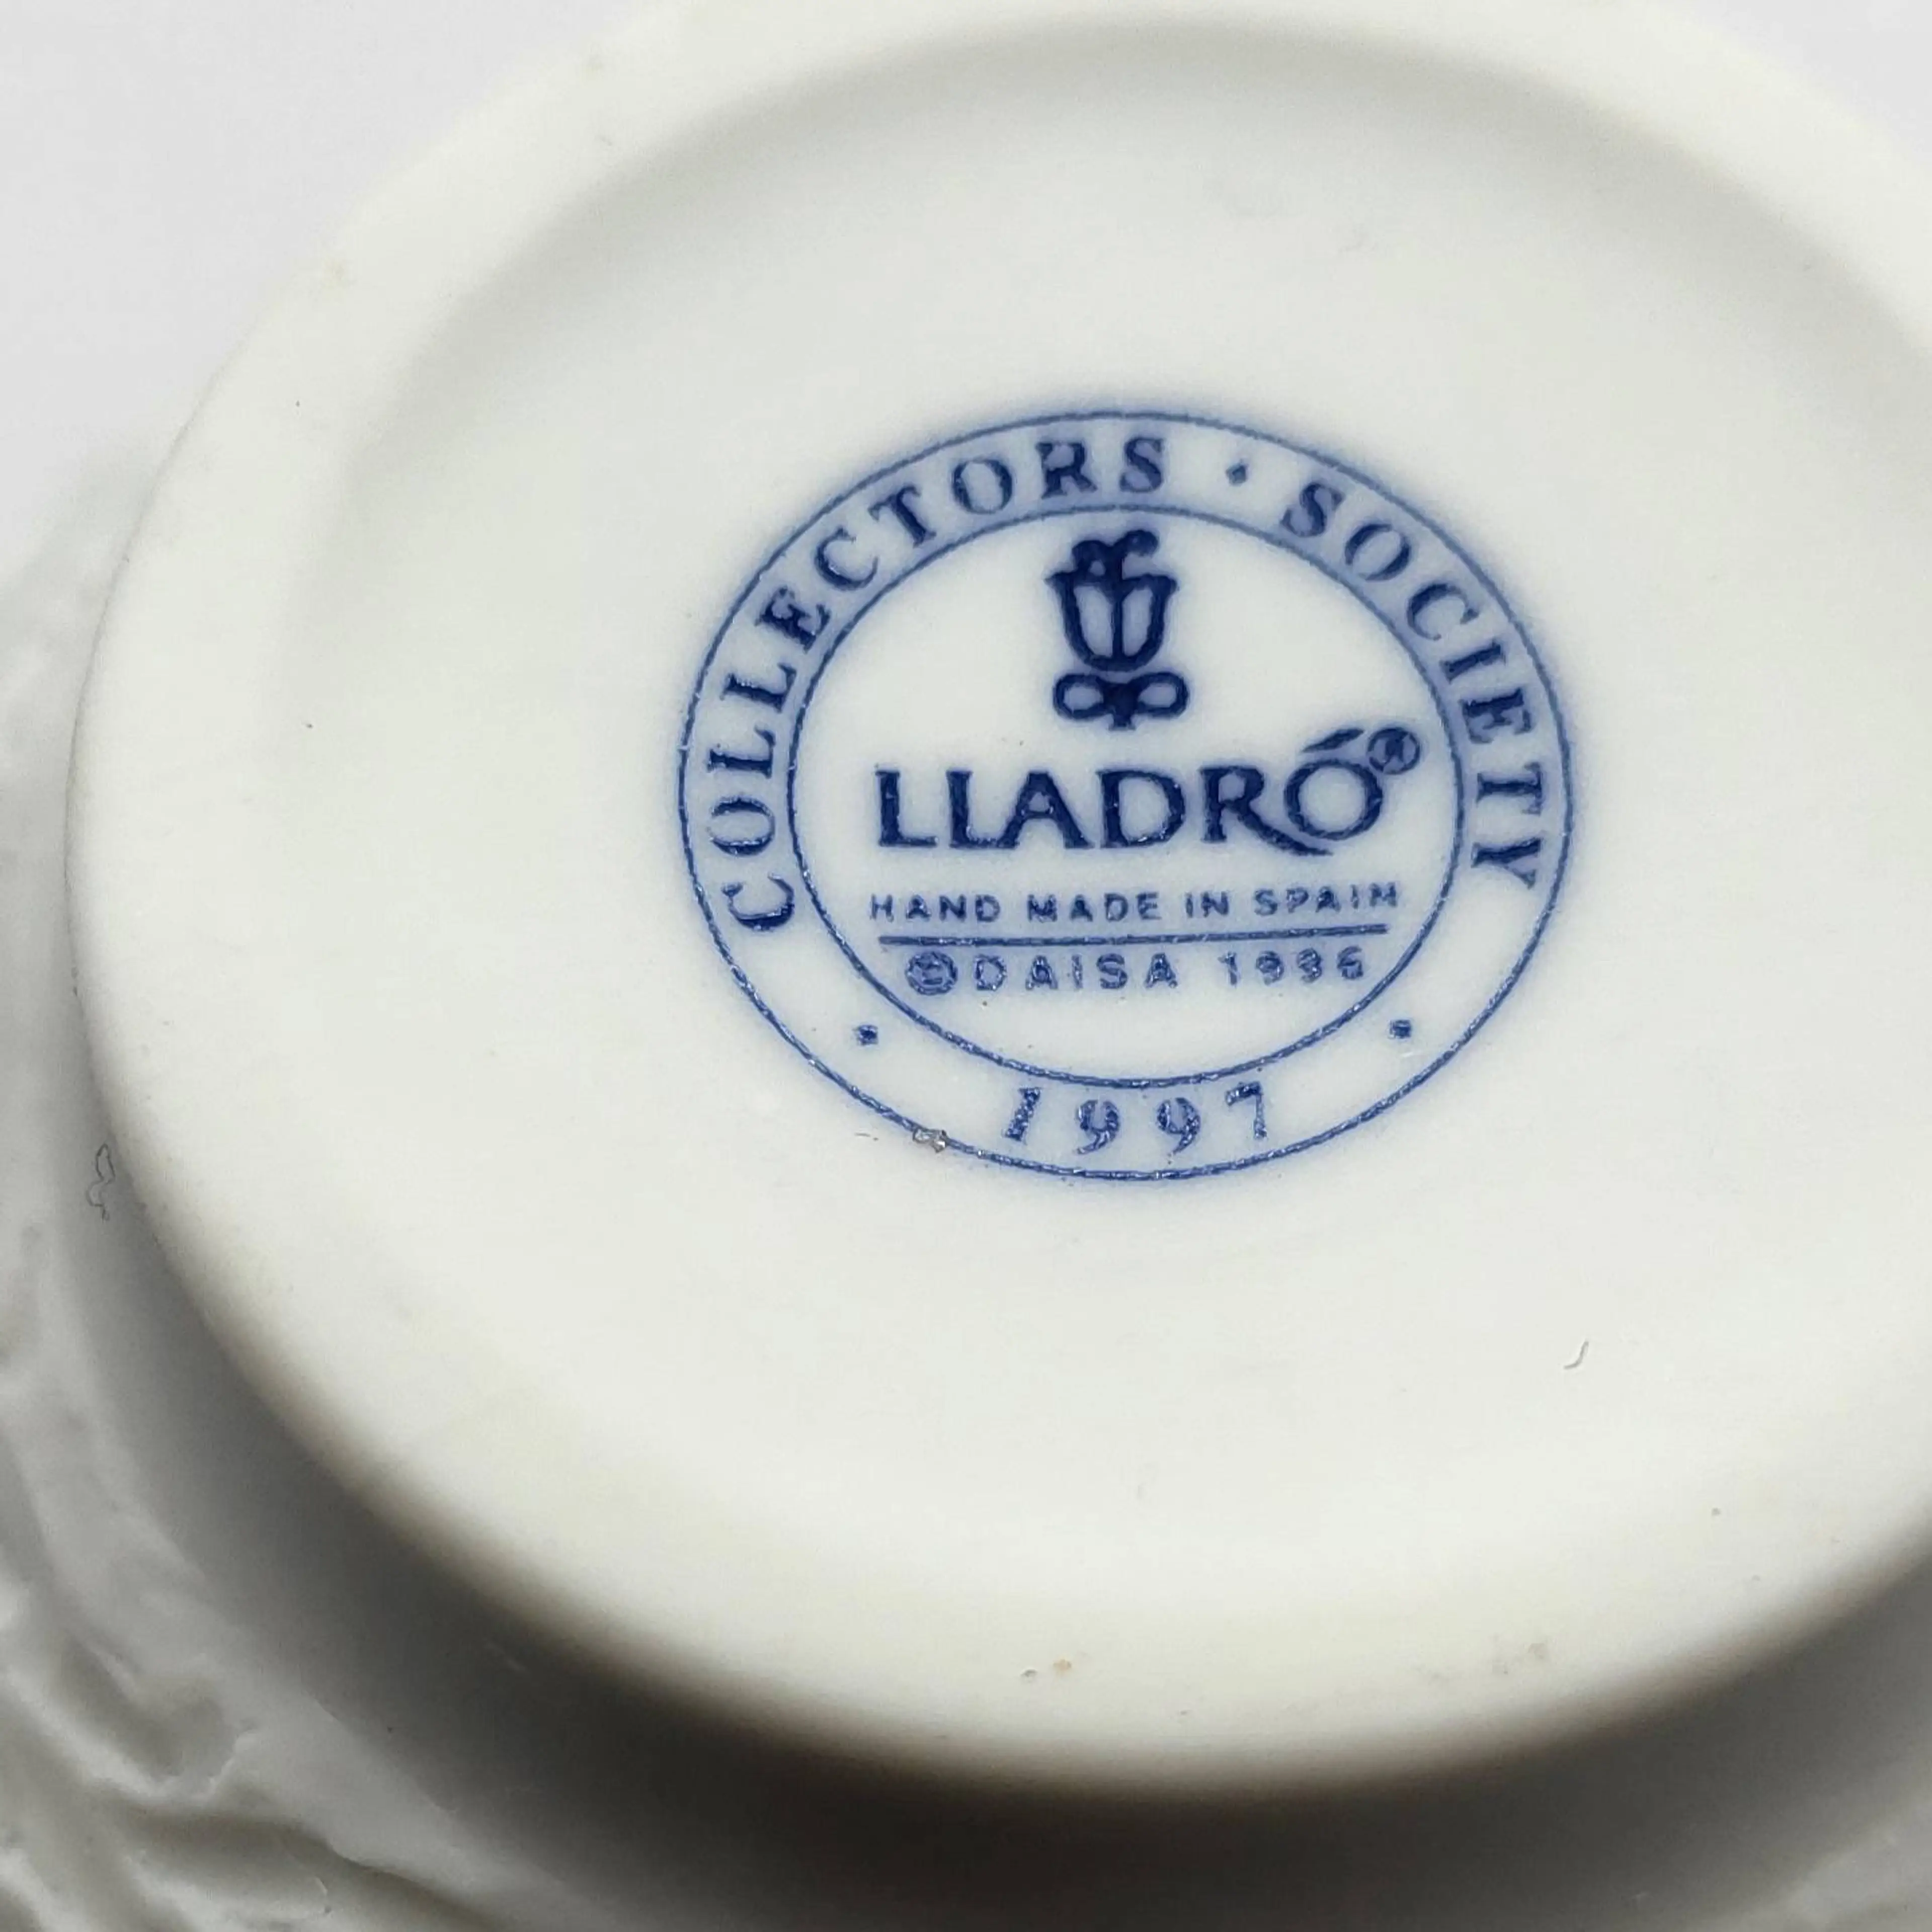 COLLECTORS · SOCIETY
LLADRÓ®
HAND MADE IN SPAIN
© DAISA 1996
· 1997 ·